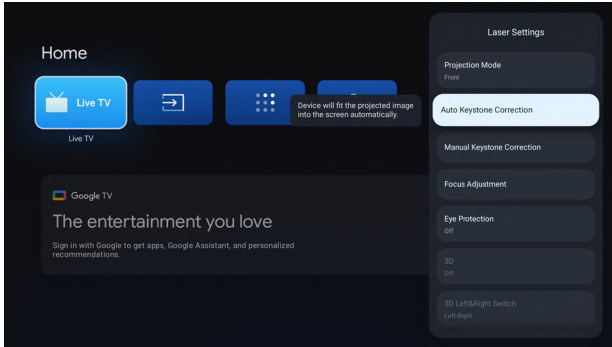 Home
Live TV
Live TV
Device will fit the projected image
into the screen automatically.
Google TV
The entertainment you love
Sign in with Google to get apps, Google Assistant, and personalized
recommendations.
Laser Settings
Projection Mode
Front
Auto Keystone Correction
Manual Keystone Correction
Focus Adjustment
Eye Protection
Off
3D
Off
3D Left&Right Switch
Left-Right